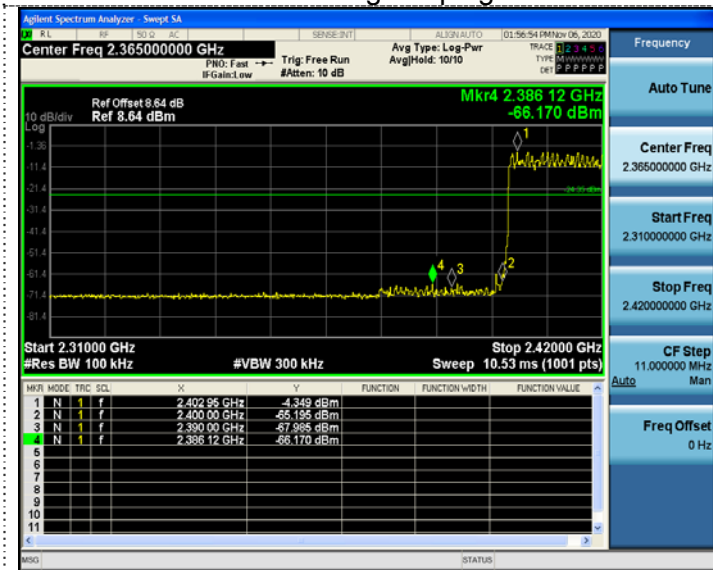 Agilent Spectrum Analyzer - Swept SA
RL RF 50 Ω AC SENSE:INT ALIGNAUTO 01:56:54 PM Nov 06, 2020
Center Freq 2.365000000 GHz
PNO: Fast
IFGain:Low
Trig: Free Run
#Atten: 10 dB
Avg Type: Log-Pwr
Avg|Hold: 10/10
TRACE 1 2 3 4 5 6
TYPE MWWWWW
DET P P P P P P
Ref Offset 8.64 dB
Ref 8.64 dBm
10 dB/div
Log
Mkr4 2.386 12 GHz
-66.170 dBm
-1.36
-11.4
-21.4
-31.4
-41.4
-51.4
-61.4
-71.4
-81.4
1
2
3
4
Start 2.31000 GHz
#Res BW 100 kHz
#VBW 300 kHz
Stop 2.42000 GHz
Sweep 10.53 ms (1001 pts)
MKR MODE TRC SCL X Y FUNCTION FUNCTION WIDTH FUNCTION VALUE
1 N 1 f 2.402 95 GHz -4.349 dBm
2 N 1 f 2.400 00 GHz -65.195 dBm
3 N 1 f 2.390 00 GHz -67.985 dBm
4 N 1 f 2.386 12 GHz -66.170 dBm
5
6
7
8
9
10
11
MSG
STATUS
Frequency
Auto Tune
Center Freq
2.365000000 GHz
Start Freq
2.310000000 GHz
Stop Freq
2.420000000 GHz
CF Step
11.000000 MHz
Auto Man
Freq Offset
0 Hz